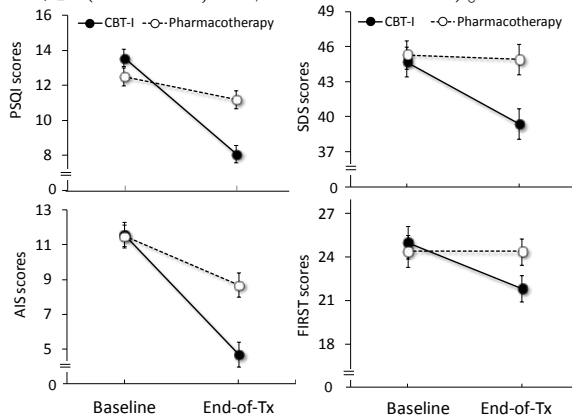 CBT-I Pharmacotherapy
16
14
12
10
8
0
PSQI scores
CBT-I Pharmacotherapy
49
46
43
40
37
0
SDS scores
13
11
9
7
5
0
AIS scores
Baseline End-of-Tx
27
24
21
18
0
FIRST scores
Baseline End-of-Tx